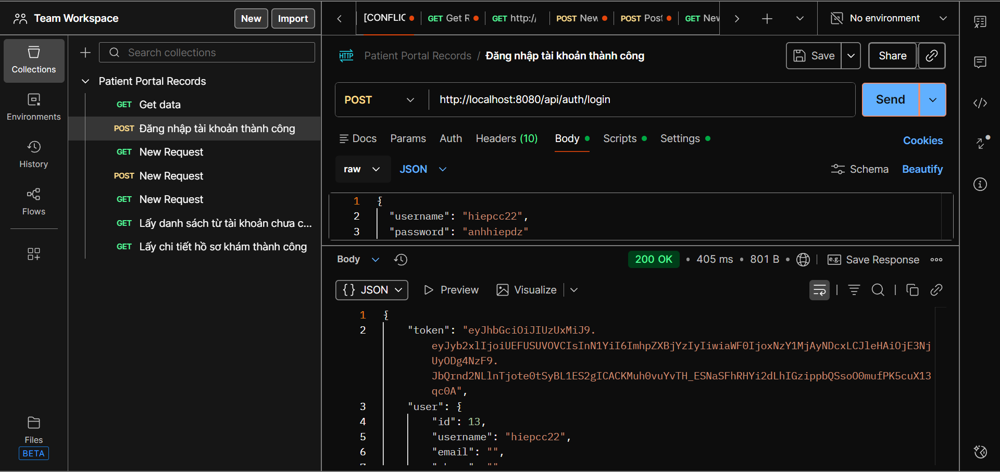 Team Workspace
New
Import
[CONFLIC
GET Get R
GET http:/
POST New
POST Post
GET New
No environment
Collections
Environments
History
Flows
Files
BETA
Search collections
Patient Portal Records
GET Get data
POST Đăng nhập tài khoản thành công
GET New Request
POST New Request
GET New Request
GET Lấy danh sách từ tài khoản chưa c...
GET Lấy chi tiết hồ sơ khám thành công
HTTP Patient Portal Records / Đăng nhập tài khoản thành công
Save
Share
POST http://localhost:8080/api/auth/login
Send
Docs Params Auth Headers (10) Body Scripts Settings
Cookies
raw JSON
Schema Beautify
1 {
2 "username": "hiepcc22",
3 "password": "anhhiepdz"
Body
200 OK • 405 ms • 801 B •
e.g. Save Response
{} JSON Preview Visualize
1 {
2 "token": "eyJhbGciOiJIUzUxMiJ9.
eyJyb2xlIjoiUEFUSUVOVCIsInN1YiI6ImhpZXBjYzIyIiwiaWF0IjoxNzY1MjAyNDcxLCJleHAiOjE3Nj
UyODg4NzF9.
JbQrnd2NLlnTjote0tSyBL1ES2gICACKMuh0vuYvTH_ESNaSFhRHYi2dLhIGzippbQSsoO0mufPK5cuX13
qc0A",
3 "user": {
4 "id": 13,
5 "username": "hiepcc22",
6 "email": "",